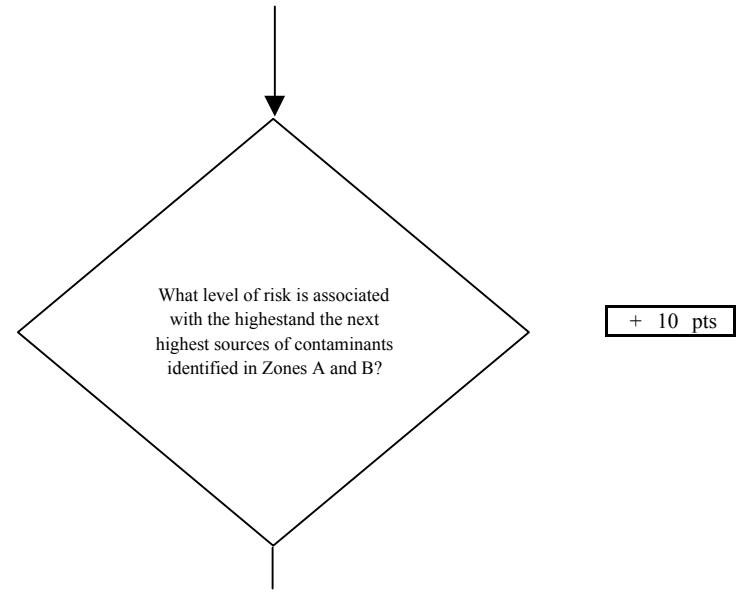 What level of risk is associated
with the highestand the next
highest sources of contaminants
identified in Zones A and B?
+ 10 pts